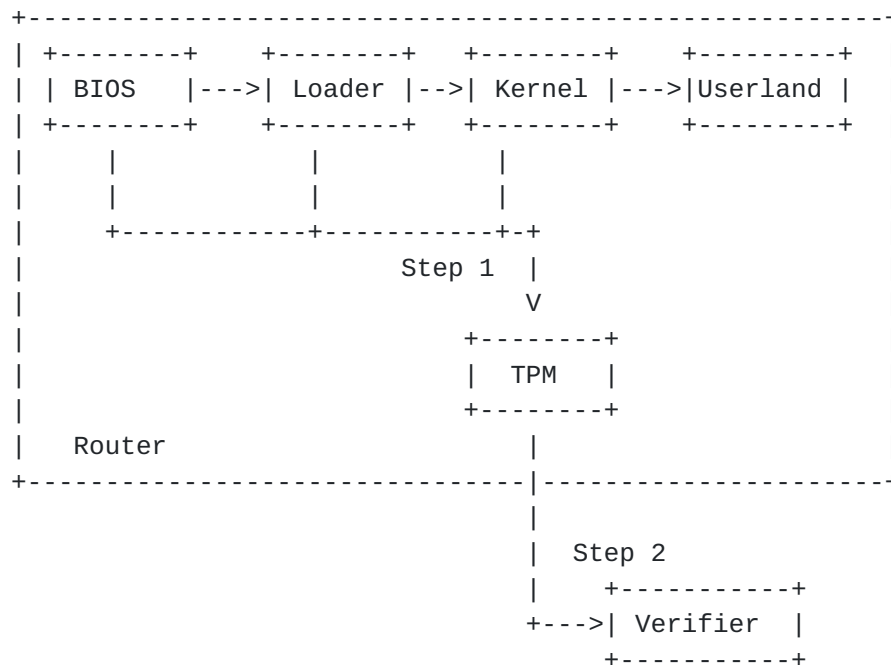 BIOS Loader Kernel Userland
Step 1
V
TPM
Router
Step 2
Verifier